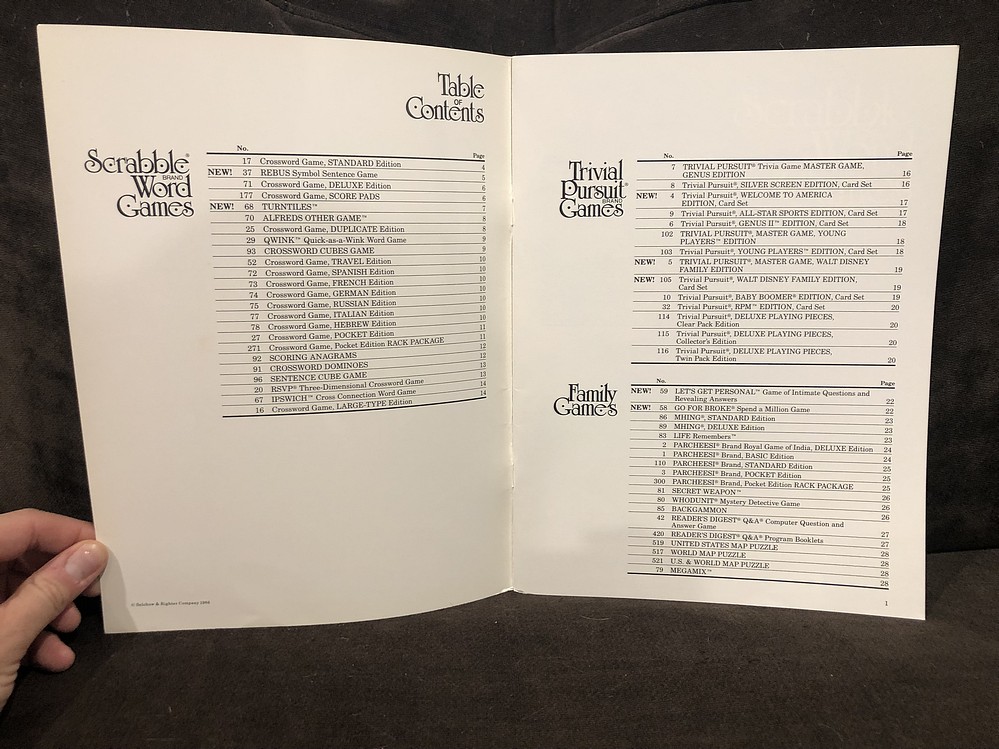 Table
OF
Contents
Scrabble®
BRAND
Word
Games
No. Page
17 Crossword Game, STANDARD Edition 4
NEW! 37 REBUS Symbol Sentence Game 5
71 Crossword Game, DELUXE Edition 6
177 Crossword Game, SCORE PADS 6
NEW! 68 TURNTILES™ 7
70 ALFREDS OTHER GAME™ 8
25 Crossword Game, DUPLICATE Edition 8
29 QWINK™ Quick-as-a-Wink Word Game 9
93 CROSSWORD CUBES GAME 9
52 Crossword Game, TRAVEL Edition 10
72 Crossword Game, SPANISH Edition 10
73 Crossword Game, FRENCH Edition 10
74 Crossword Game, GERMAN Edition 10
75 Crossword Game, RUSSIAN Edition 10
77 Crossword Game, ITALIAN Edition 10
78 Crossword Game, HEBREW Edition 10
27 Crossword Game, POCKET Edition 11
271 Crossword Game, Pocket Edition RACK PACKAGE 11
92 SCORING ANAGRAMS 12
91 CROSSWORD DOMINOES 12
96 SENTENCE CUBE GAME 13
20 RSVP® Three-Dimensional Crossword Game 13
67 IPSWICH™ Cross Connection Word Game 14
16 Crossword Game, LARGE-TYPE Edition 14
© Selchow & Righter Company
Trivial
Pursuit®
BRAND
Games
No. Page
7 TRIVIAL PURSUIT® Trivia Game MASTER GAME,
GENUS EDITION 16
8 Trivial Pursuit®, SILVER SCREEN EDITION, Card Set 16
NEW! 4 Trivial Pursuit®, WELCOME TO AMERICA
EDITION, Card Set 17
9 Trivial Pursuit®, ALL-STAR SPORTS EDITION, Card Set 17
6 Trivial Pursuit®, GENUS II™ EDITION, Card Set 18
102 TRIVIAL PURSUIT®, MASTER GAME, YOUNG
PLAYERS™ EDITION 18
103 Trivial Pursuit®, YOUNG PLAYERS™ EDITION, Card Set 18
NEW! 5 TRIVIAL PURSUIT®, MASTER GAME, WALT DISNEY
FAMILY EDITION 19
NEW! 105 Trivial Pursuit®, WALT DISNEY FAMILY EDITION,
Card Set 19
10 Trivial Pursuit®, BABY BOOMER® EDITION, Card Set 19
32 Trivial Pursuit®, RPM™ EDITION, Card Set 20
114 Trivial Pursuit®, DELUXE PLAYING PIECES,
Clear Pack Edition 20
115 Trivial Pursuit®, DELUXE PLAYING PIECES,
Collector's Edition 20
116 Trivial Pursuit®, DELUXE PLAYING PIECES,
Twin Pack Edition 20
Family
Games
No. Page
NEW! 59 LET'S GET PERSONAL™ Game of Intimate Questions and
Revealing Answers 22
NEW! 58 GO FOR BROKE® Spend a Million Game 22
86 MHING®, STANDARD Edition 23
89 MHING®, DELUXE Edition 23
83 LIFE Remembers™ 23
2 PARCHEESI® Brand Royal Game of India, DELUXE Edition 24
1 PARCHEESI® Brand, BASIC Edition 24
110 PARCHEESI® Brand, STANDARD Edition 25
3 PARCHEESI® Brand, POCKET Edition 25
300 PARCHEESI® Brand, Pocket Edition RACK PACKAGE 25
81 SECRET WEAPON™ 26
80 WHODUNIT® Mystery Detective Game 26
85 BACKGAMMON 26
42 READER'S DIGEST® Q&A® Computer Question and
Answer Game 27
420 READER'S DIGEST® Q&A® Program Booklets 27
519 UNITED STATES MAP PUZZLE 28
517 WORLD MAP PUZZLE 28
521 U.S. & WORLD MAP PUZZLE 28
79 MEGAMIX™ 28
1